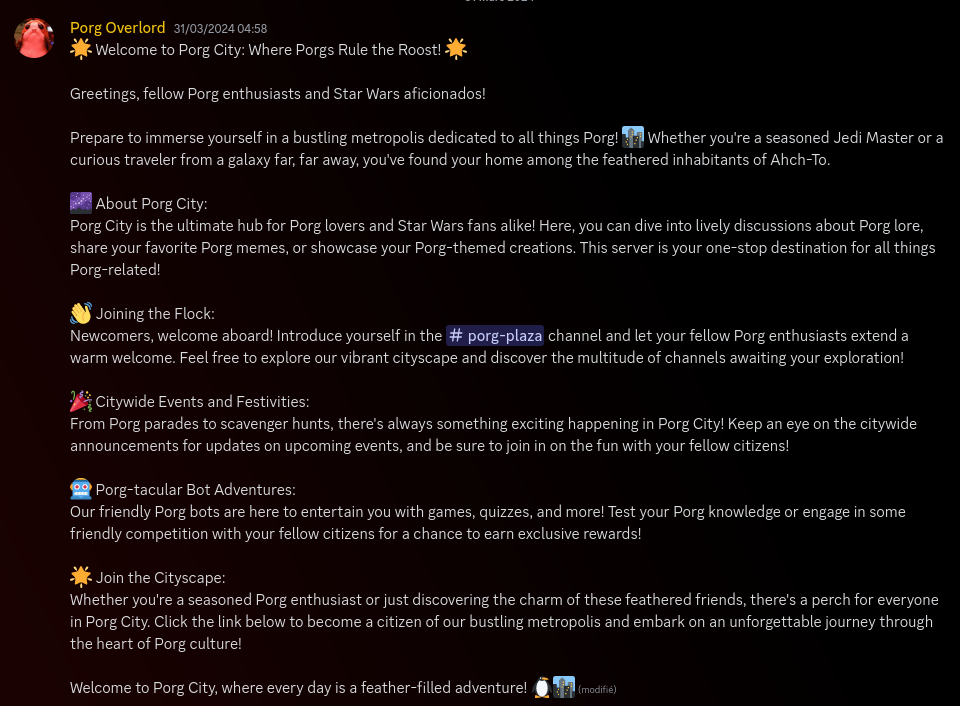 Porg Overlord 31/03/2024 04:58
🌟 Welcome to Porg City: Where Porgs Rule the Roost! 🌟
Greetings, fellow Porg enthusiasts and Star Wars aficionados!
Prepare to immerse yourself in a bustling metropolis dedicated to all things Porg! 🏙️ Whether you're a seasoned Jedi Master or a
curious traveler from a galaxy far, far away, you've found your home among the feathered inhabitants of Ahch-To.
🌌 About Porg City:
Porg City is the ultimate hub for Porg lovers and Star Wars fans alike! Here, you can dive into lively discussions about Porg lore,
share your favorite Porg memes, or showcase your Porg-themed creations. This server is your one-stop destination for all things
Porg-related!
👋 Joining the Flock:
Newcomers, welcome aboard! Introduce yourself in the # porg-plaza channel and let your fellow Porg enthusiasts extend a
warm welcome. Feel free to explore our vibrant cityscape and discover the multitude of channels awaiting your exploration!
🎉 Citywide Events and Festivities:
From Porg parades to scavenger hunts, there's always something exciting happening in Porg City! Keep an eye on the citywide
announcements for updates on upcoming events, and be sure to join in on the fun with your fellow citizens!
🤖 Porg-tacular Bot Adventures:
Our friendly Porg bots are here to entertain you with games, quizzes, and more! Test your Porg knowledge or engage in some
friendly competition with your fellow citizens for a chance to earn exclusive rewards!
🌟 Join the Cityscape:
Whether you're a seasoned Porg enthusiast or just discovering the charm of these feathered friends, there's a perch for everyone
in Porg City. Click the link below to become a citizen of our bustling metropolis and embark on an unforgettable journey through
the heart of Porg culture!
Welcome to Porg City, where every day is a feather-filled adventure! 🐧🏙️ (modifié)